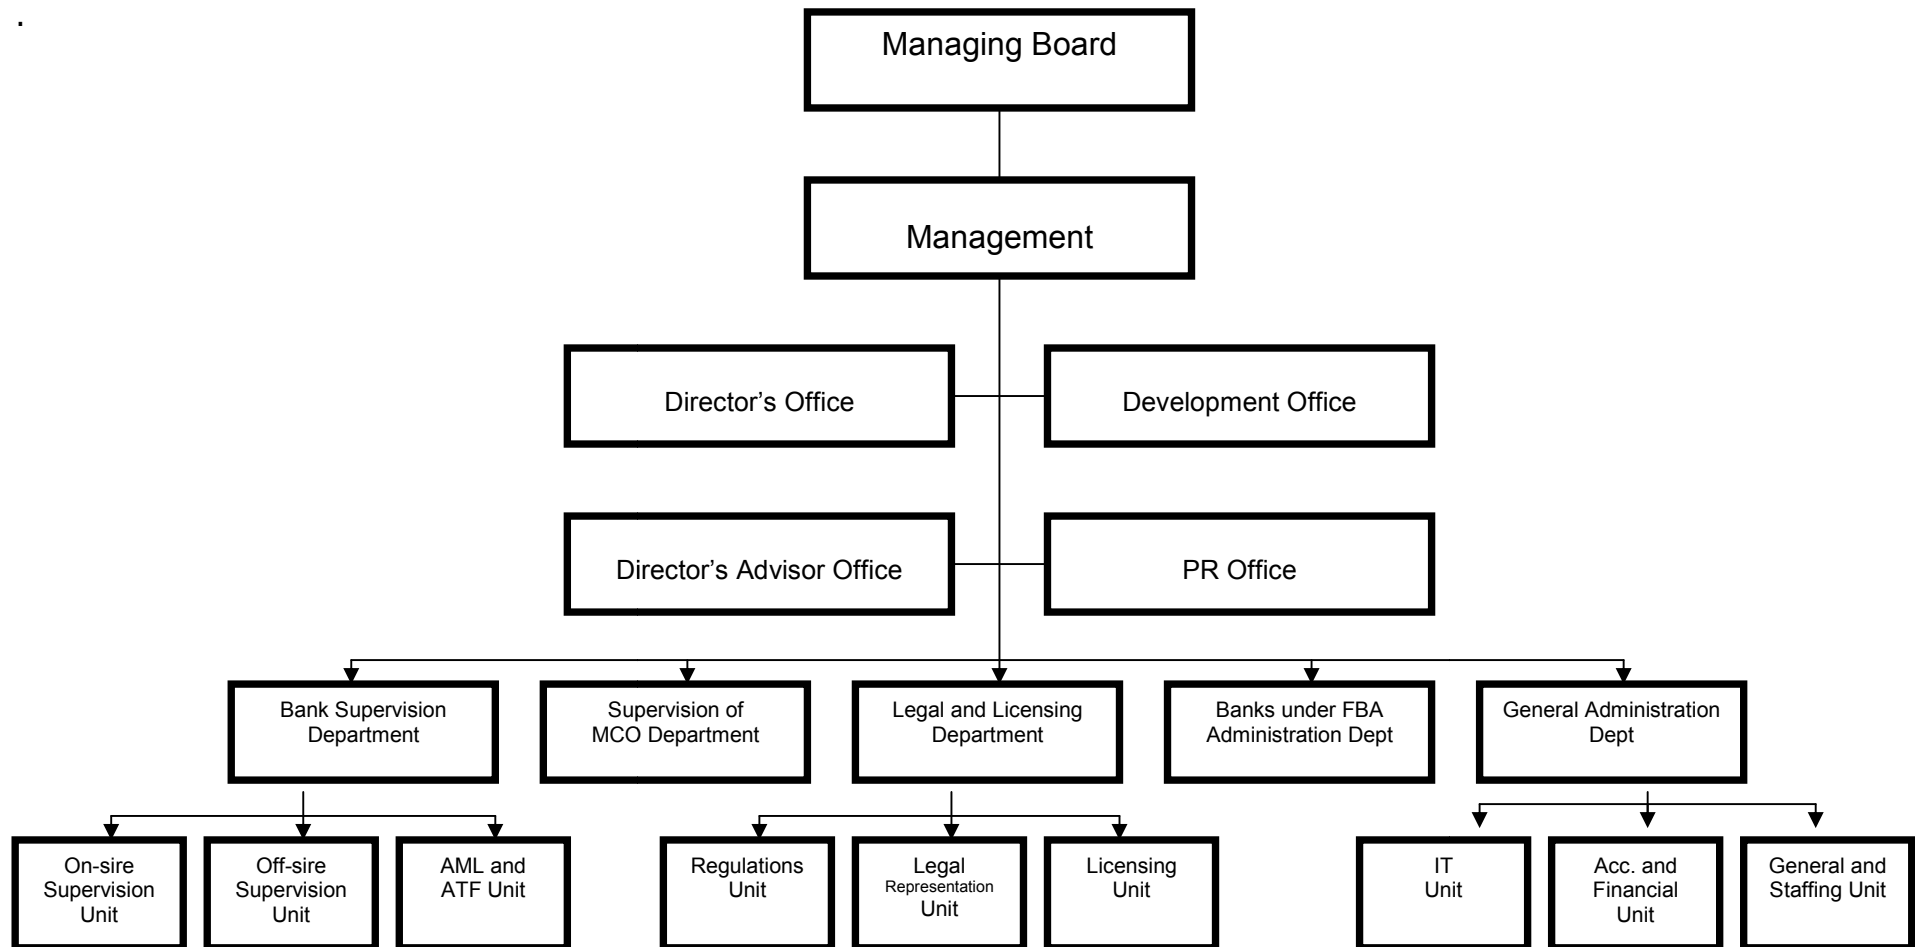 .
Managing Board
Management
Director’s Office
Development Office
Director’s Advisor Office
PR Office
Bank Supervision
Department
Supervision of
MCO Department
Legal and Licensing
Department
Banks under FBA
Administration Dept
General Administration
Dept
On-sire
Supervision
Unit
Off-sire
Supervision
Unit
AML and
ATF Unit
Regulations
Unit
Legal
Representation
Unit
Licensing
Unit
IT
Unit
Acc. and
Financial
Unit
General and
Staffing Unit